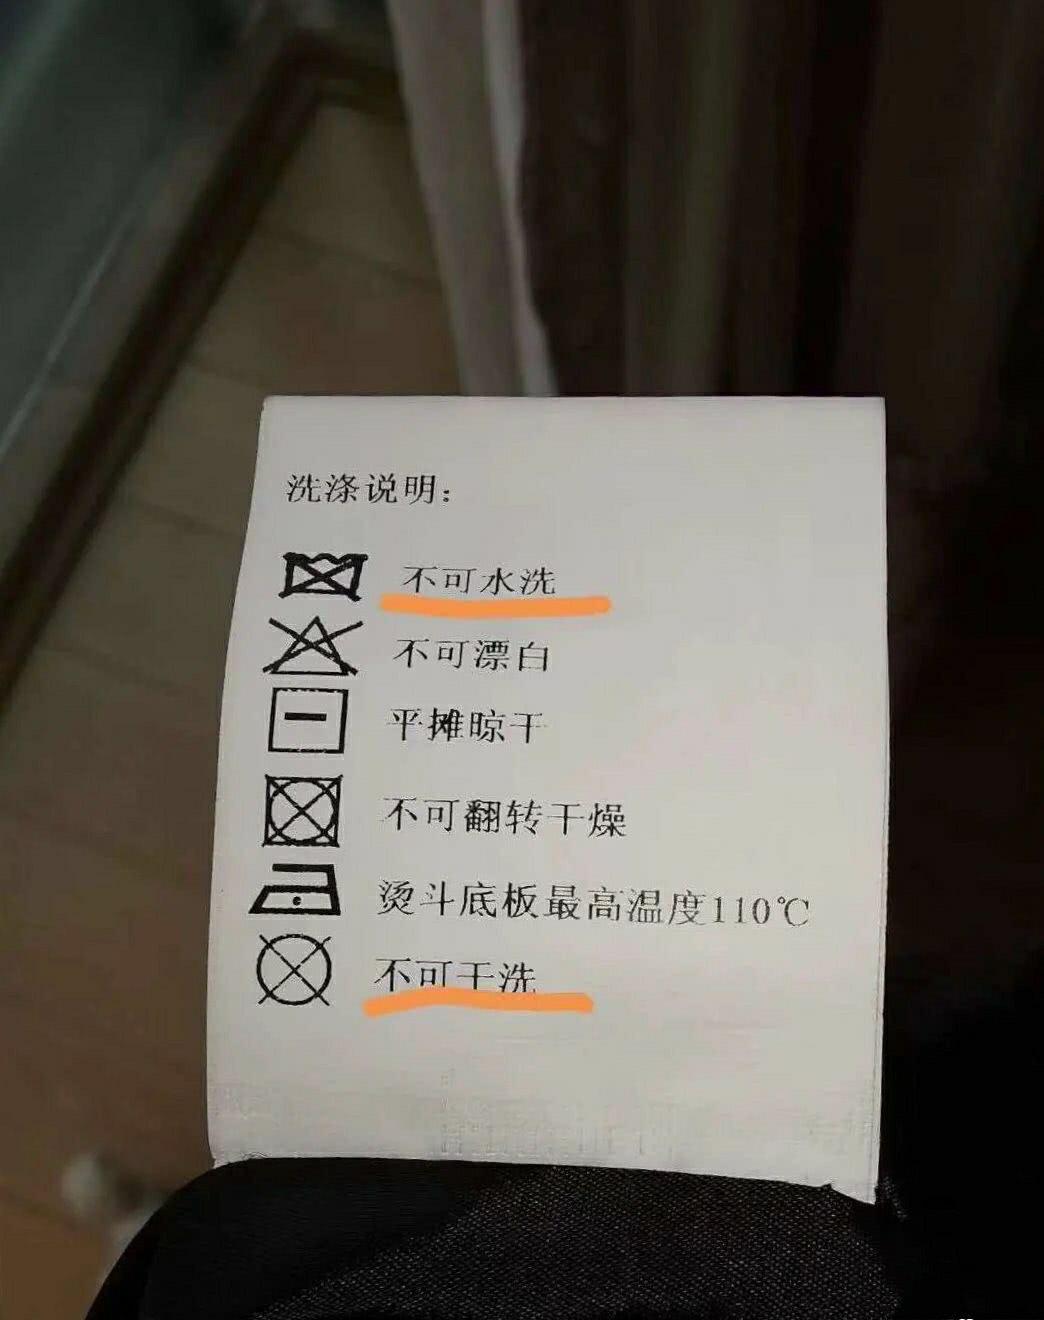 洗涤说明：
不可水洗
不可漂白
平摊晾干
不可翻转干燥
烫斗底板最高温度110℃
不可干洗